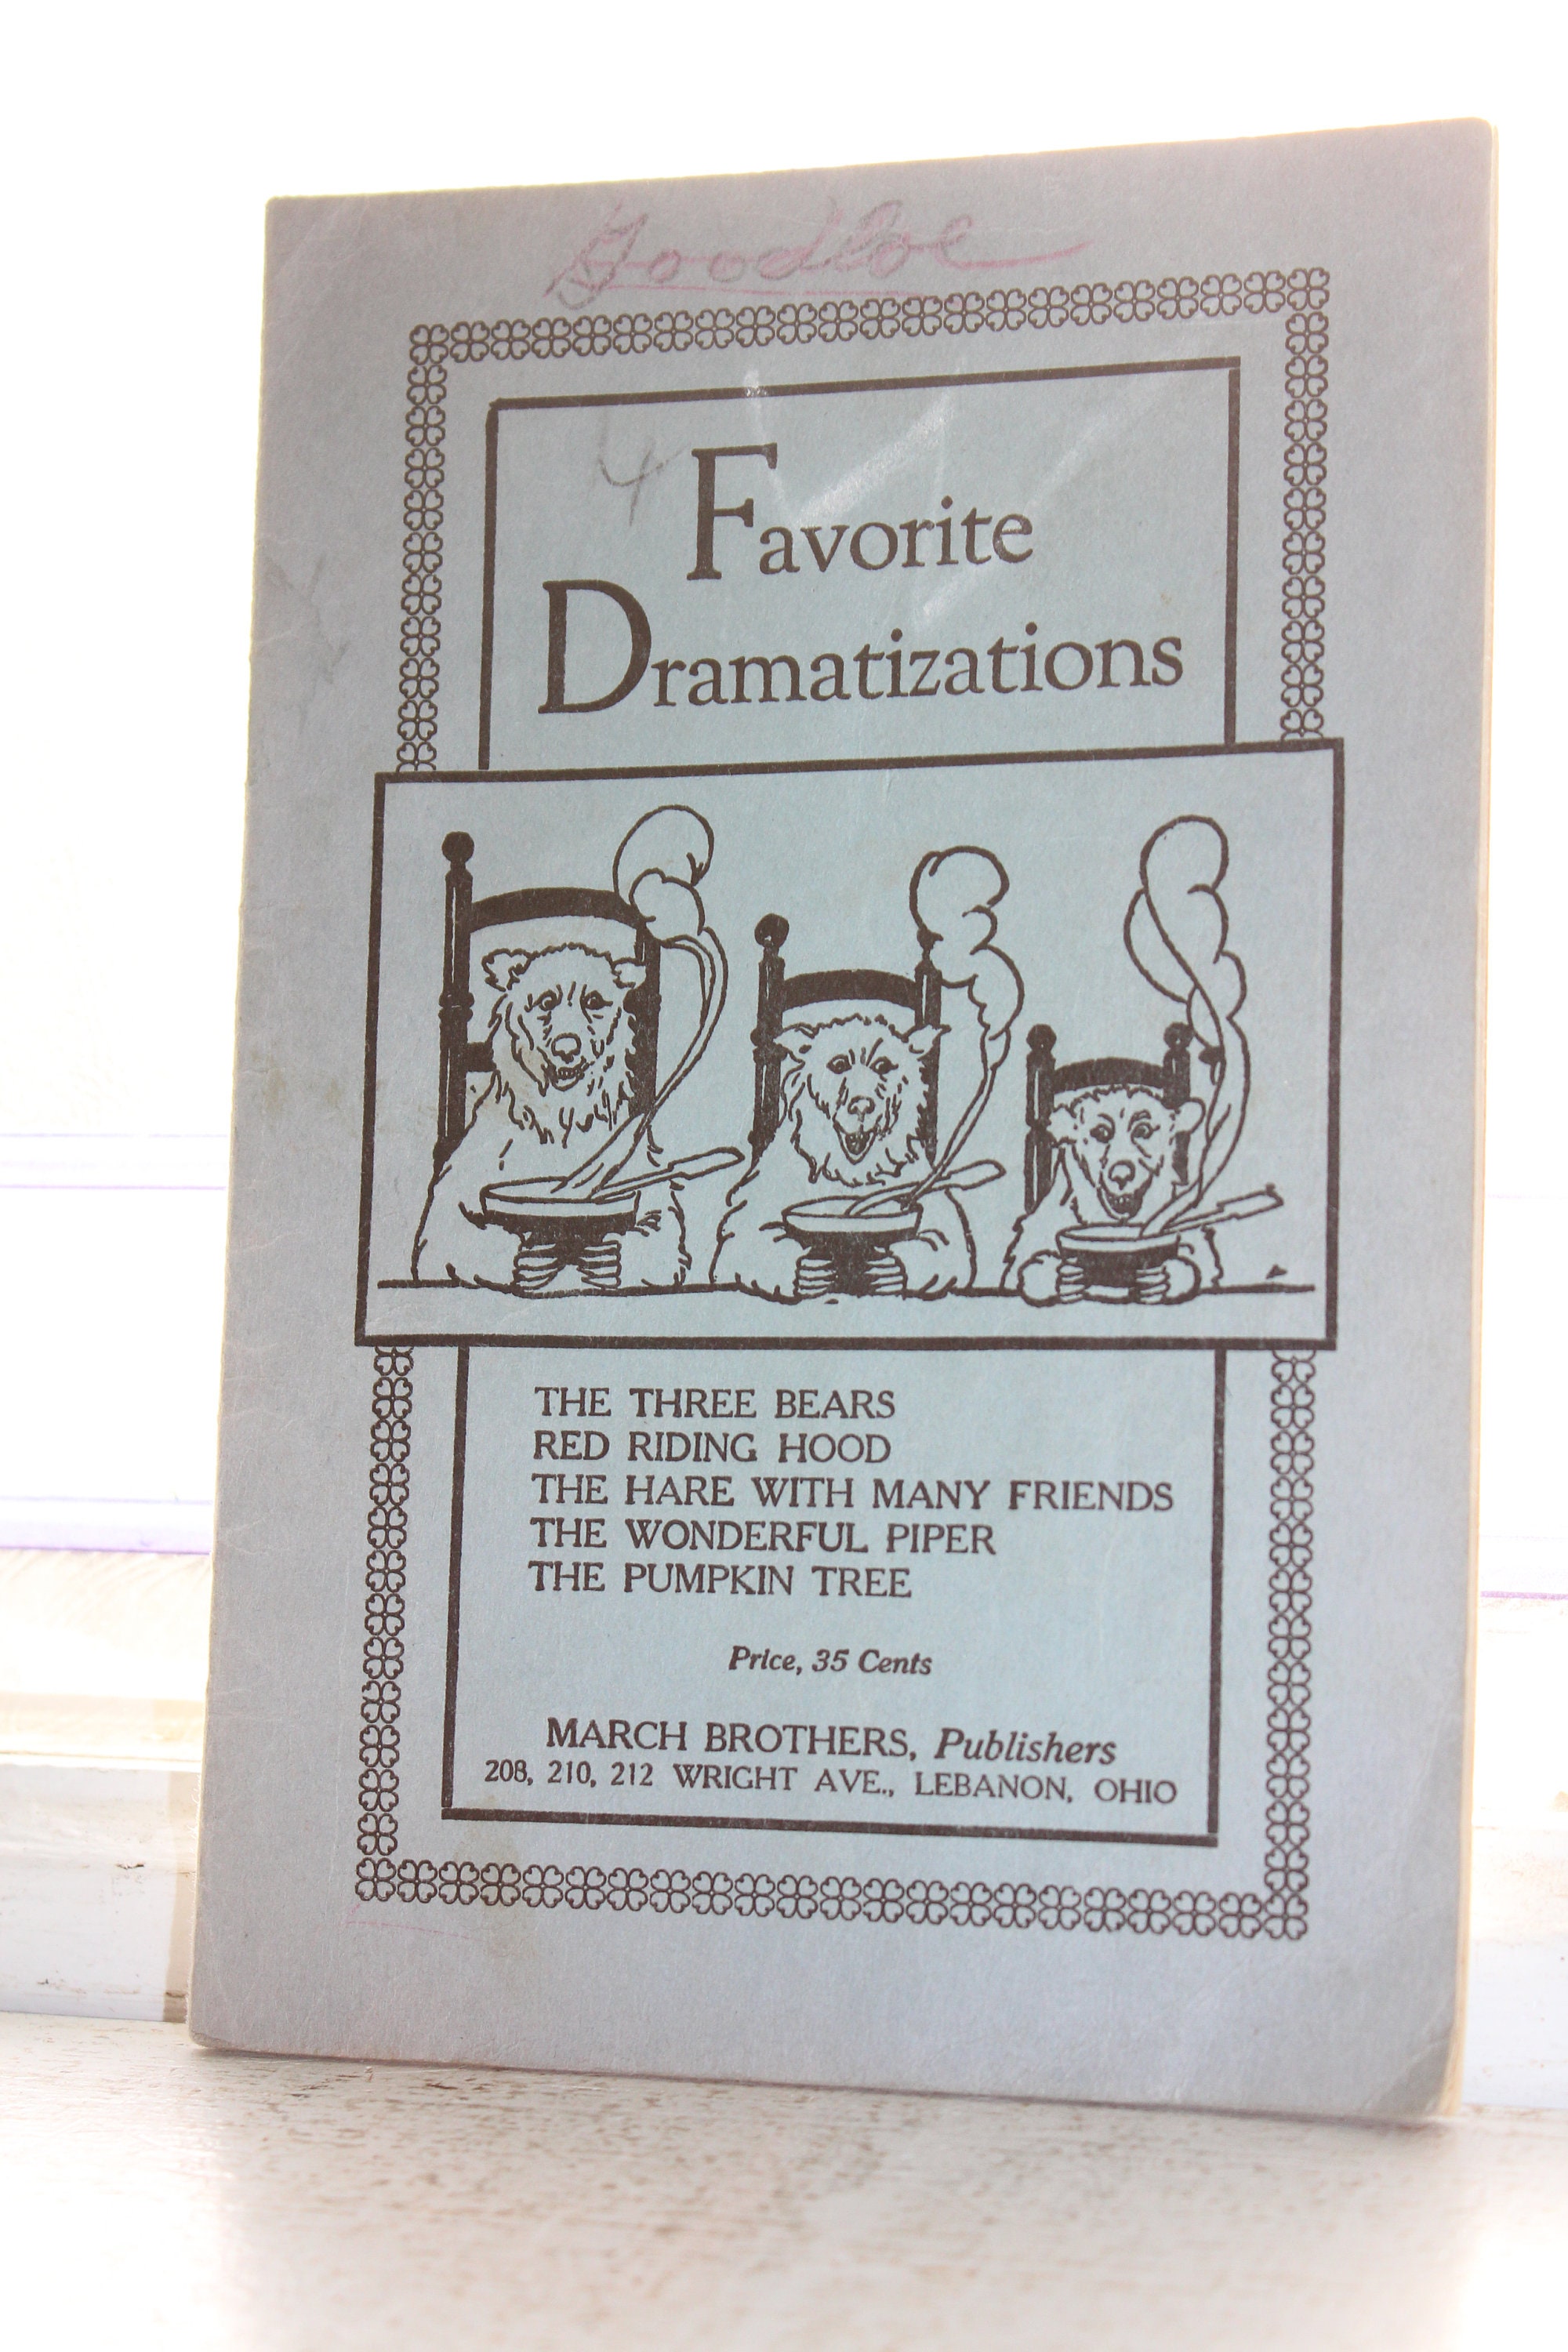 Goodloe
4
Favorite
Dramatizations
THE THREE BEARS
RED RIDING HOOD
THE HARE WITH MANY FRIENDS
THE WONDERFUL PIPER
THE PUMPKIN TREE
Price, 35 Cents
MARCH BROTHERS, Publishers
208, 210, 212 WRIGHT AVE., LEBANON, OHIO